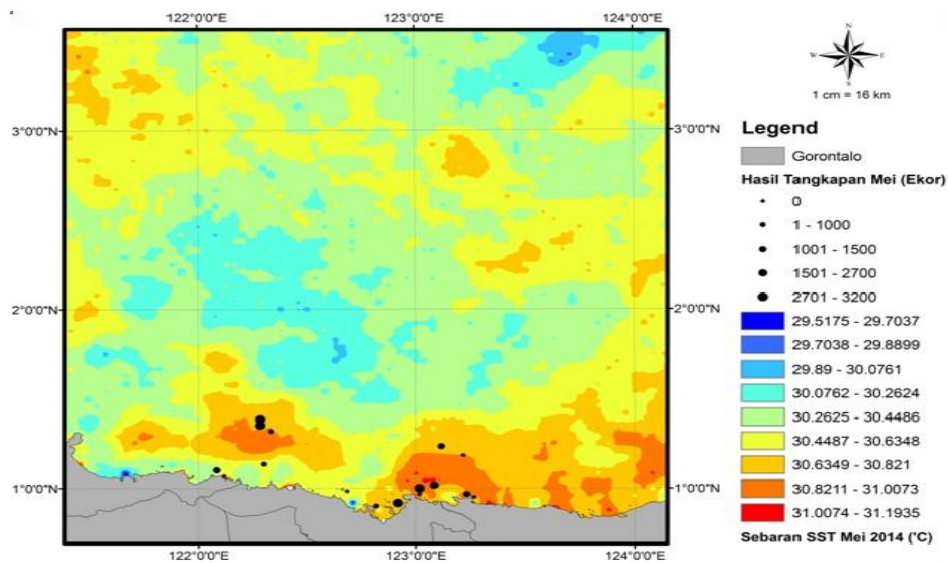 122°0'0"E 123°0'0"E 124°0'0"E
3°0'0"N 3°0'0"N
2°0'0"N 2°0'0"N
1°0'0"N 1°0'0"N
122°0'0"E 123°0'0"E 124°0'0"E
N
W E
S
1 cm = 16 km
Legend
Gorontalo
Hasil Tangkapan Mei (Ekor)
0
1 - 1000
1001 - 1500
1501 - 2700
2701 - 3200
29.5175 - 29.7037
29.7038 - 29.8899
29.89 - 30.0761
30.0762 - 30.2624
30.2625 - 30.4486
30.4487 - 30.6348
30.6349 - 30.821
30.8211 - 31.0073
31.0074 - 31.1935
Sebaran SST Mei 2014 (°C)